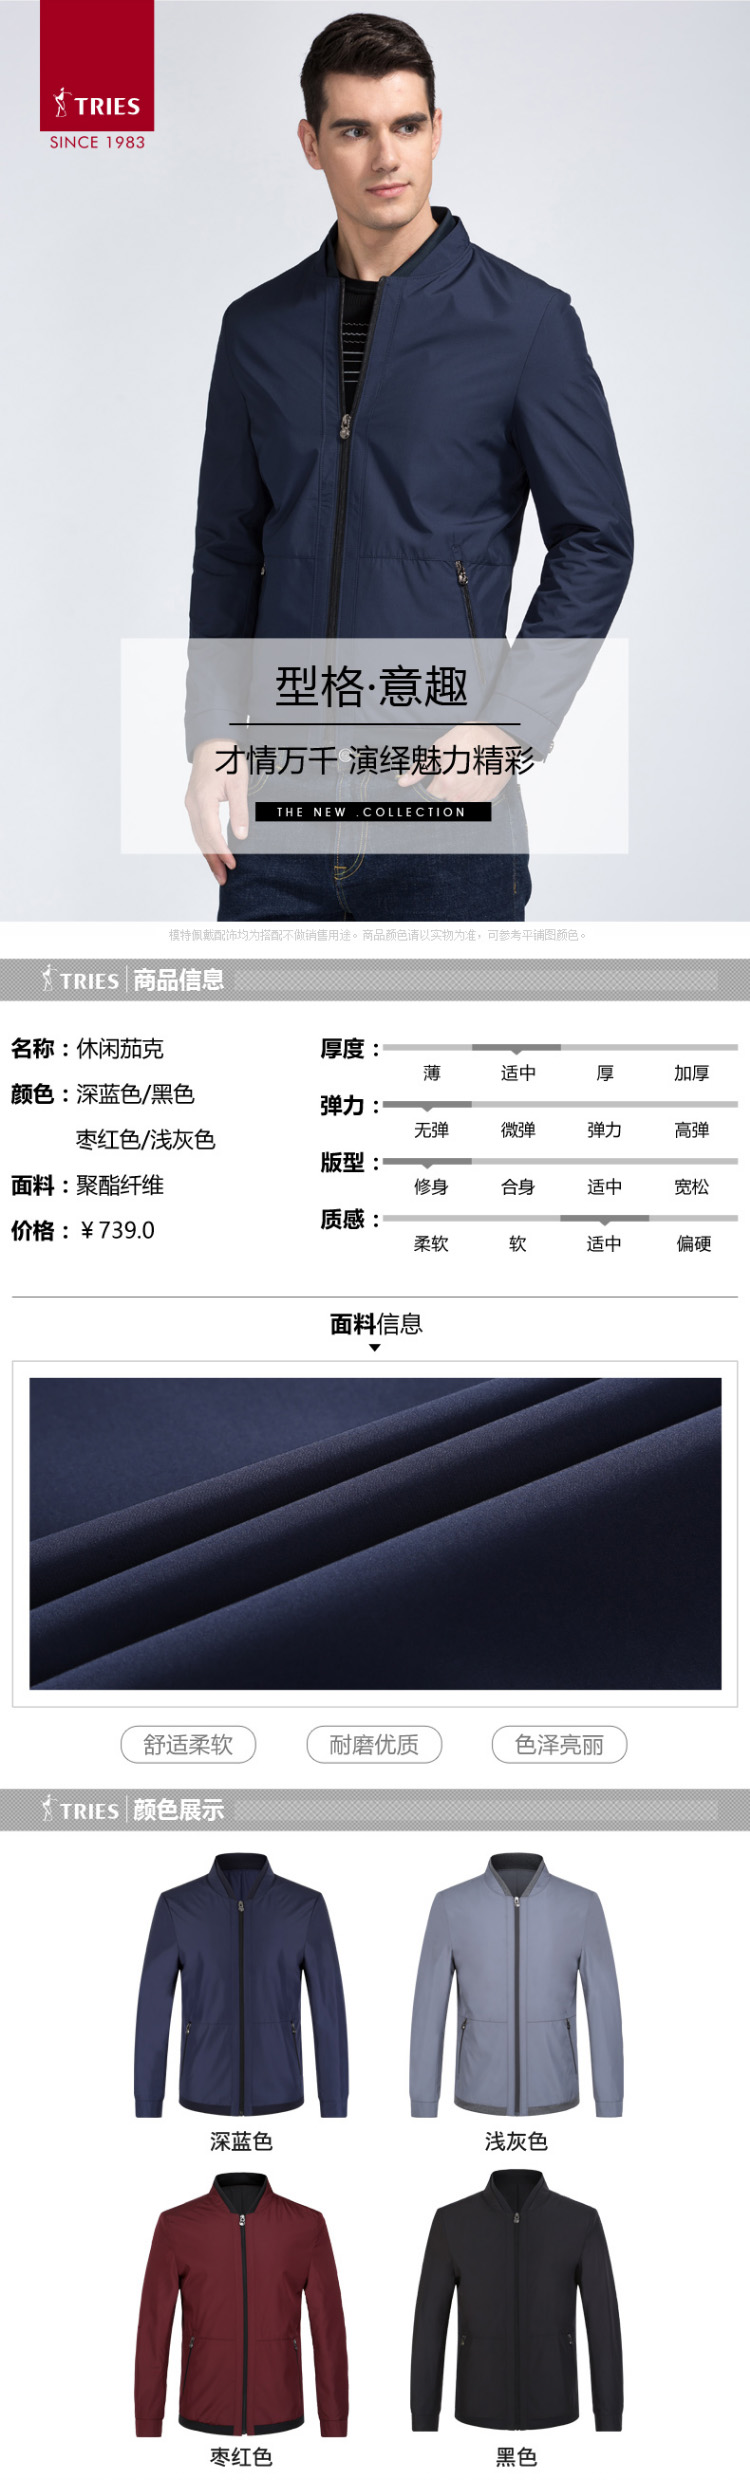 TRIES
SINCE 1983
型格·意趣
才情万千 演绎魅力精彩
THE NEW .COLLECTION
模特佩戴配饰均为搭配不做销售用途。商品颜色请以实物为准，可参考平铺图颜色。
TRIES 商品信息
名称：休闲茄克
颜色：深蓝色/黑色
枣红色/浅灰色
面料：聚酯纤维
价格：￥739.0
厚度：
薄 适中 厚 加厚
弹力：
无弹 微弹 弹力 高弹
版型：
修身 合身 适中 宽松
质感：
柔软 软 适中 偏硬
面料信息
舒适柔软 耐磨优质 色泽亮丽
TRIES 颜色展示
深蓝色 浅灰色
枣红色 黑色